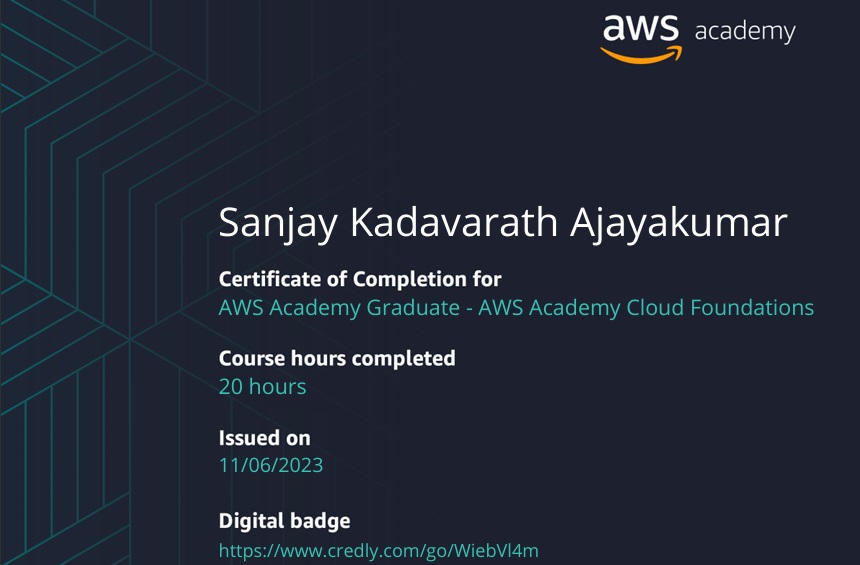 aws academy
Sanjay Kadavarath Ajayakumar
Certificate of Completion for
AWS Academy Graduate - AWS Academy Cloud Foundations
Course hours completed
20 hours
Issued on
11/06/2023
Digital badge
https://www.credly.com/go/WiebVl4m